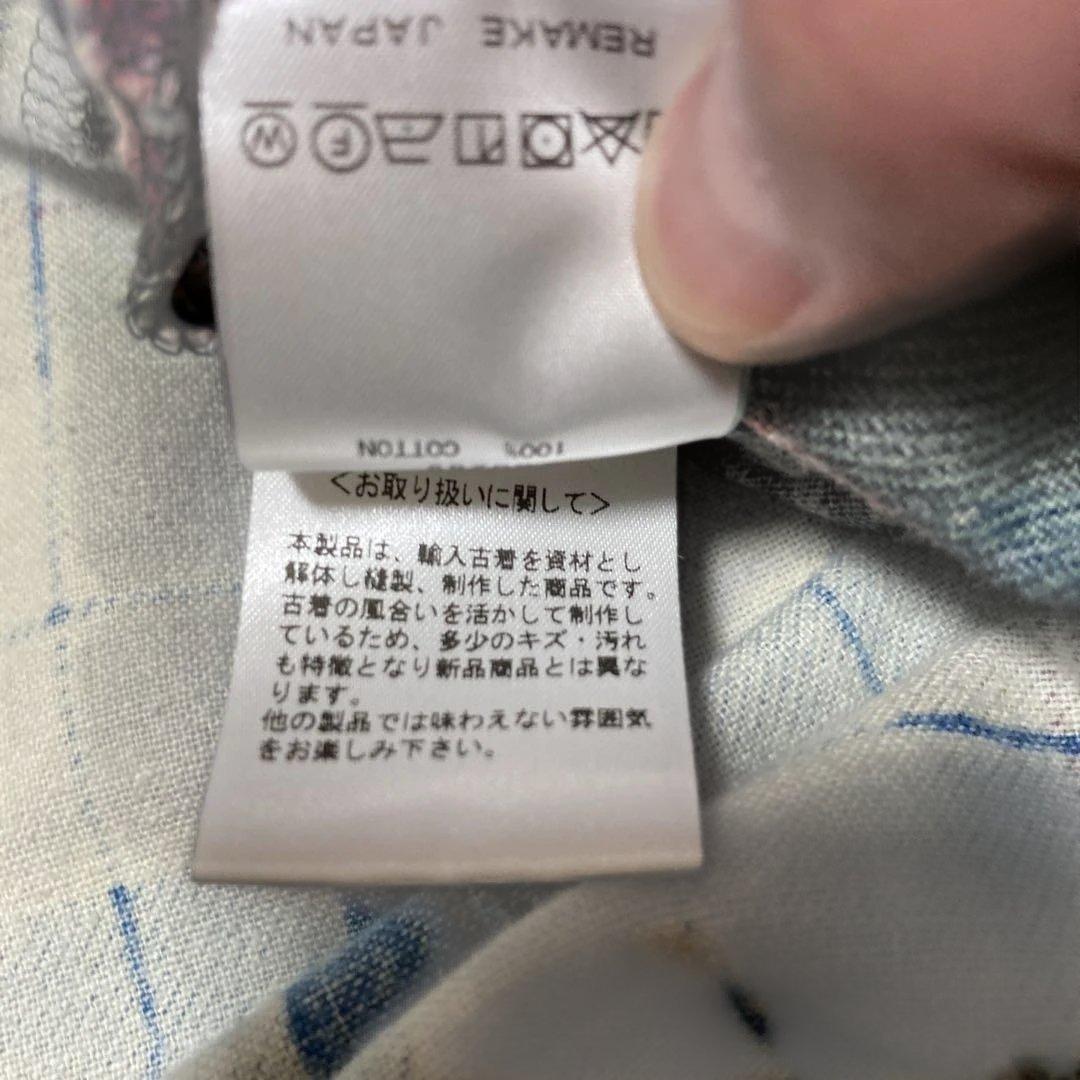 REMAKE JAPAN
W F
100% COTTON
<お取り扱いに関して>
本製品は、輸入古着を資材とし
解体し縫製、制作した商品です。
古着の風合いを活かして制作し
ているため、多少のキズ・汚れ
も特徴となり新品商品とは異な
ります。
他の製品では味わえない雰囲気
をお楽しみ下さい。